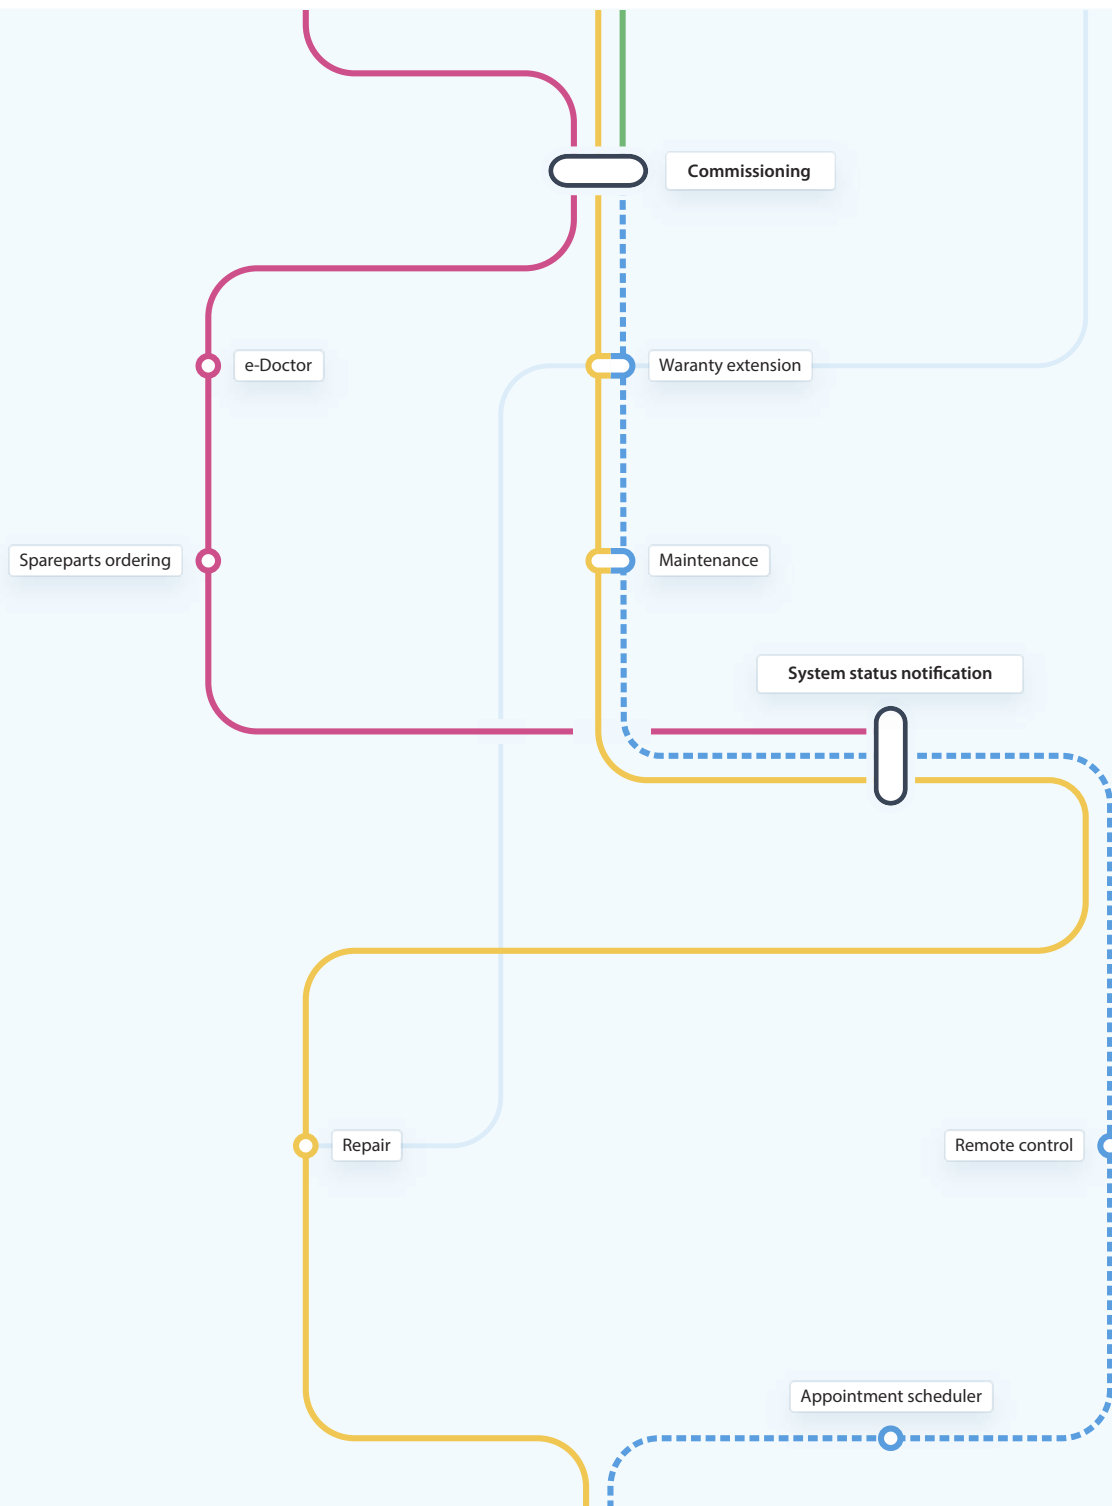 Commissioning
e-Doctor
Waranty extension
Spareparts ordering
Maintenance
System status notification
Repair
Remote control
Appointment scheduler